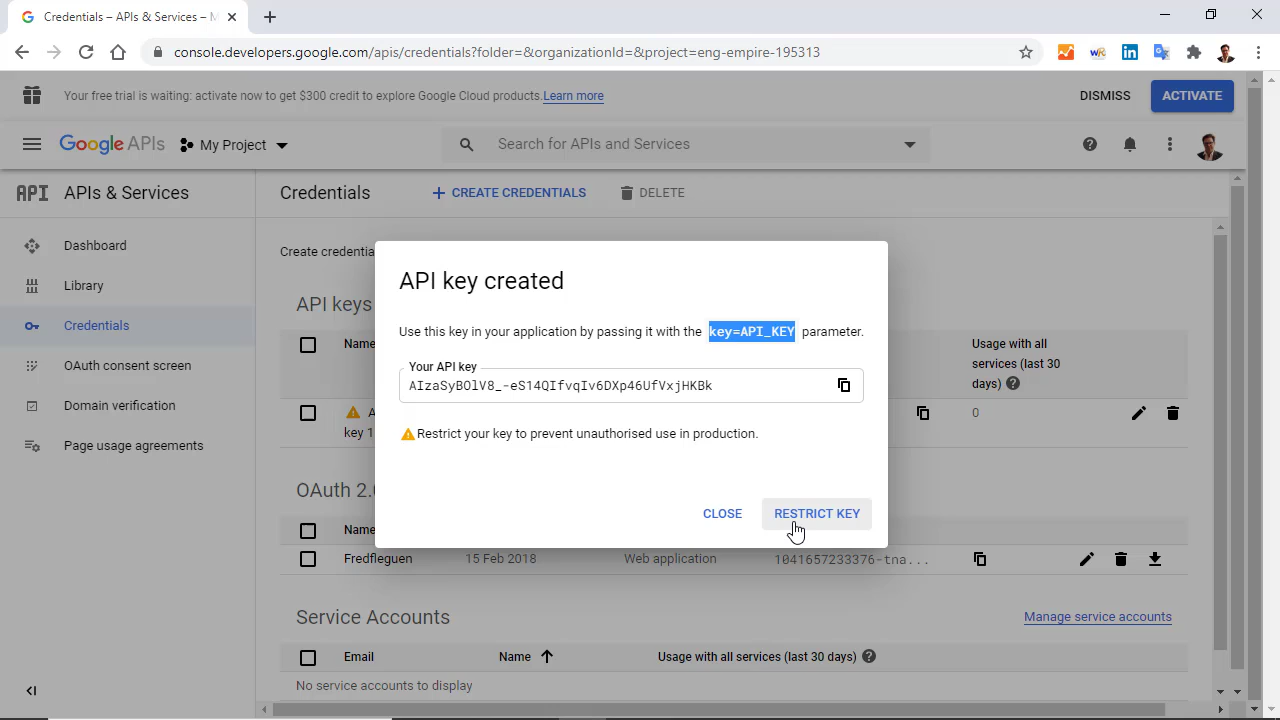 Credentials – APIs & Services – M
console.developers.google.com/apis/credentials?folder=&organizationId=&project=eng-empire-195313
Your free trial is waiting: activate now to get $300 credit to explore Google Cloud products. Learn more
DISMISS
ACTIVATE
Google APIs
My Project
Search for APIs and Services
API
APIs & Services
Credentials
CREATE CREDENTIALS
DELETE
Dashboard
Library
Credentials
OAuth consent screen
Domain verification
Page usage agreements
Create credentia
API keys
Name
Usage with all
services (last 30
days)
A
key 1
0
API key created
Use this key in your application by passing it with the key=API_KEY parameter.
Your API key
AIzaSyBOlV8_-eS14QIfvqIv6DXp46UfVxjHKBk
Restrict your key to prevent unauthorised use in production.
CLOSE
RESTRICT KEY
OAuth 2.0
Name
Fredfleguen
15 Feb 2018
Web application
1041657233376-tna...
Service Accounts
Manage service accounts
Email
Name
Usage with all services (last 30 days)
No service accounts to display